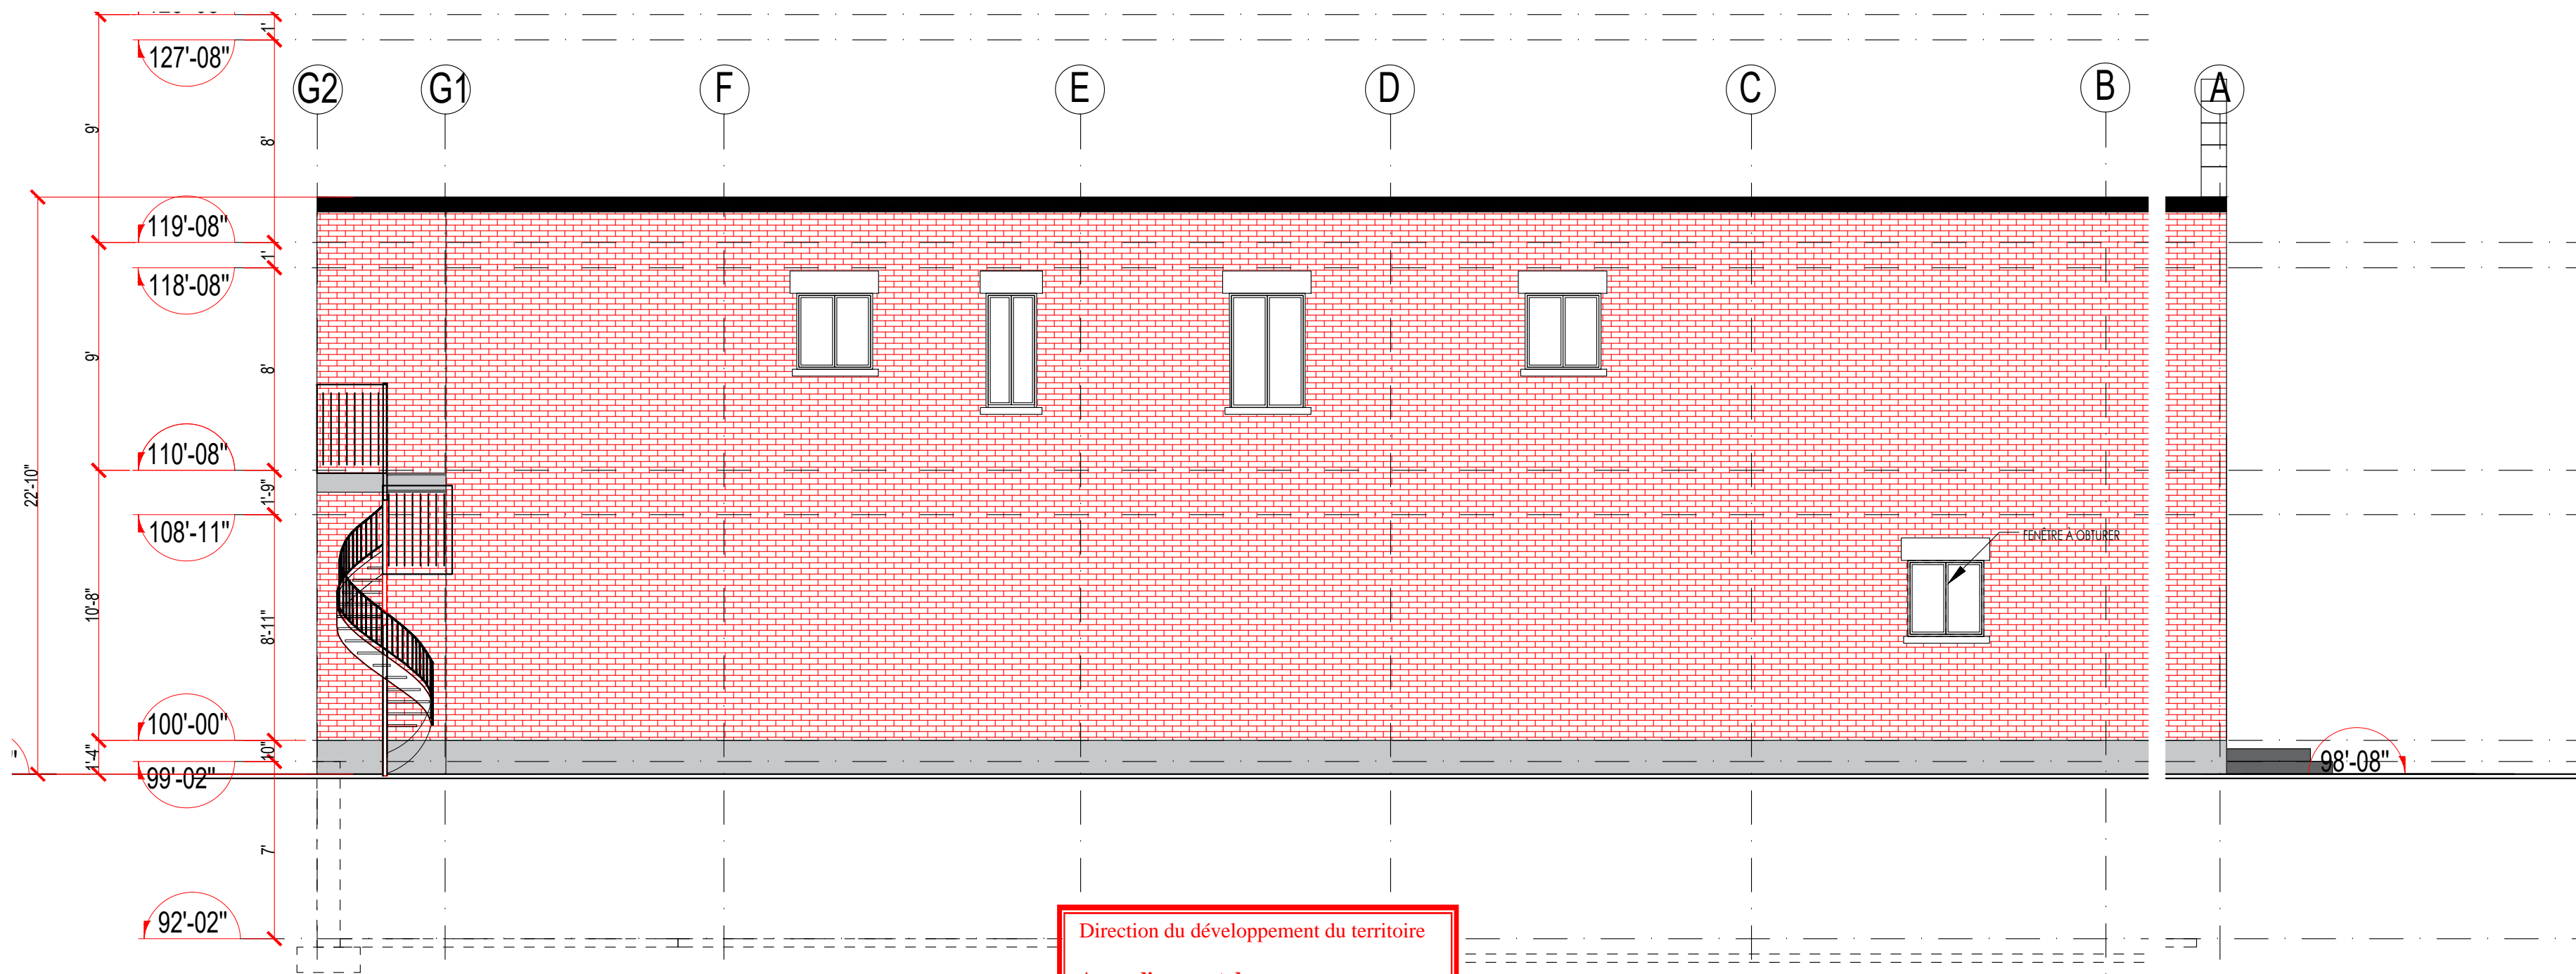 1'
127'-08"
G2
G1
F
E
D
C
B
A
9'
8'
119'-08"
1'
118'-08"
9'
8'
110'-08"
22'-10"
1'-9"
108'-11"
FENÊTRE À OBTURER
10'-8"
8'-11"
100'-00"
1'-4"
10"
99'-02"
98'-08"
7'
92'-02"
Direction du développement du territoire